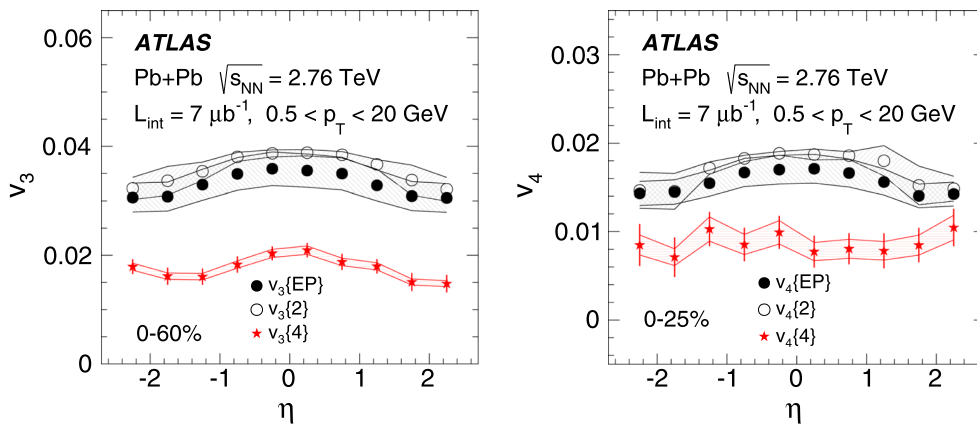 ATLAS
Pb+Pb √sNN = 2.76 TeV
Lint = 7 μb-1, 0.5 < pT < 20 GeV
v3
0.06
0.04
0.02
0
v3{EP}
v3{2}
v3{4}
0-60%
-2 -1 0 1 2
η
ATLAS
Pb+Pb √sNN = 2.76 TeV
Lint = 7 μb-1, 0.5 < pT < 20 GeV
v4
0.03
0.02
0.01
0
v4{EP}
v4{2}
v4{4}
0-25%
-2 -1 0 1 2
η